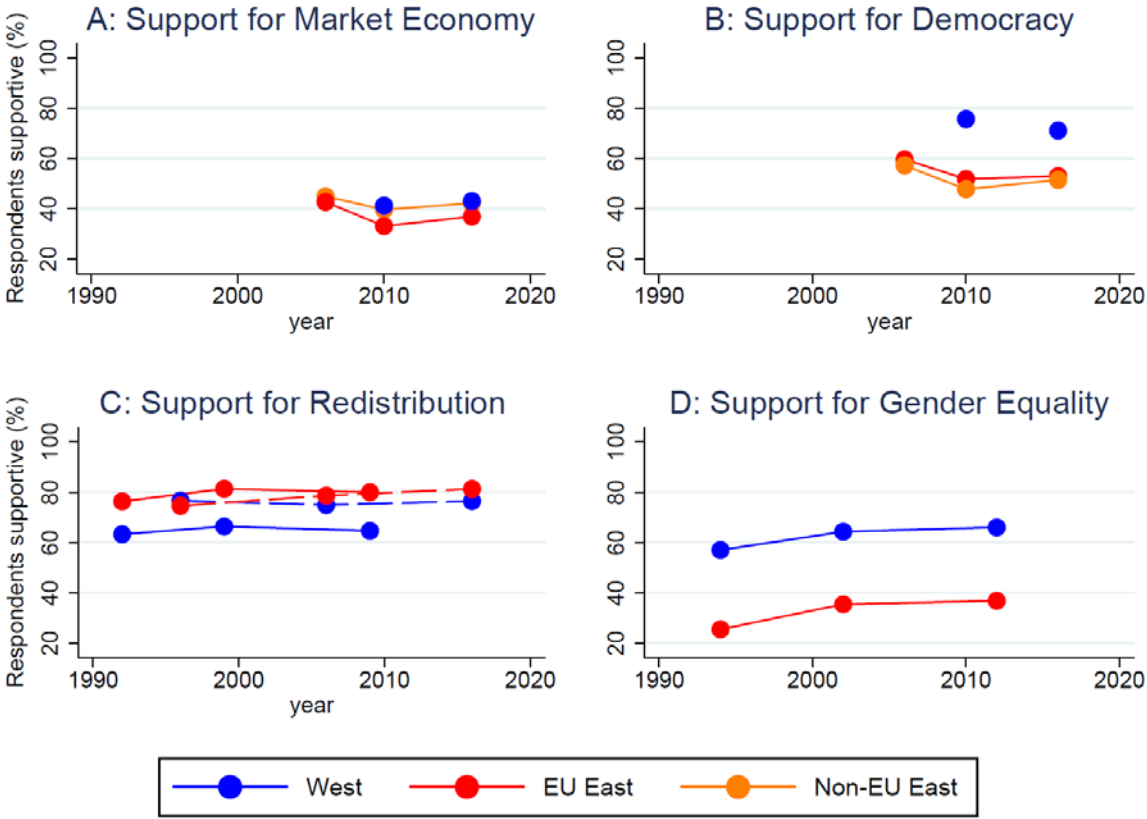 A: Support for Market Economy
Respondents supportive (%)
100
80
60
40
20
1990 2000 2010 2020
year
B: Support for Democracy
100
80
60
40
20
1990 2000 2010 2020
year
C: Support for Redistribution
Respondents supportive (%)
100
80
60
40
20
1990 2000 2010 2020
year
D: Support for Gender Equality
100
80
60
40
20
1990 2000 2010 2020
West EU East Non-EU East